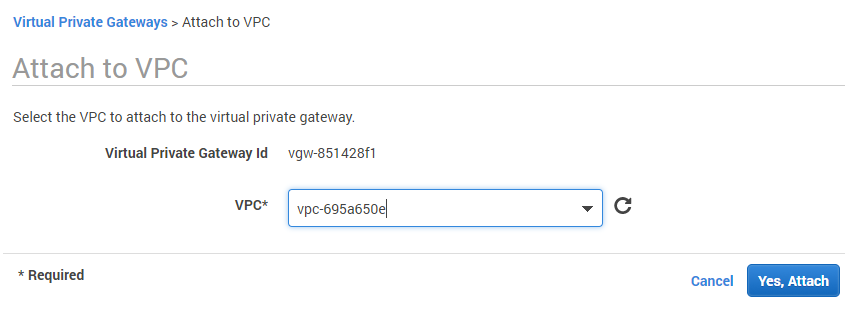 Virtual Private Gateways > Attach to VPC
Attach to VPC
Select the VPC to attach to the virtual private gateway.
Virtual Private Gateway Id vgw-851428f1
VPC* vpc-695a650e
* Required
Cancel Yes, Attach